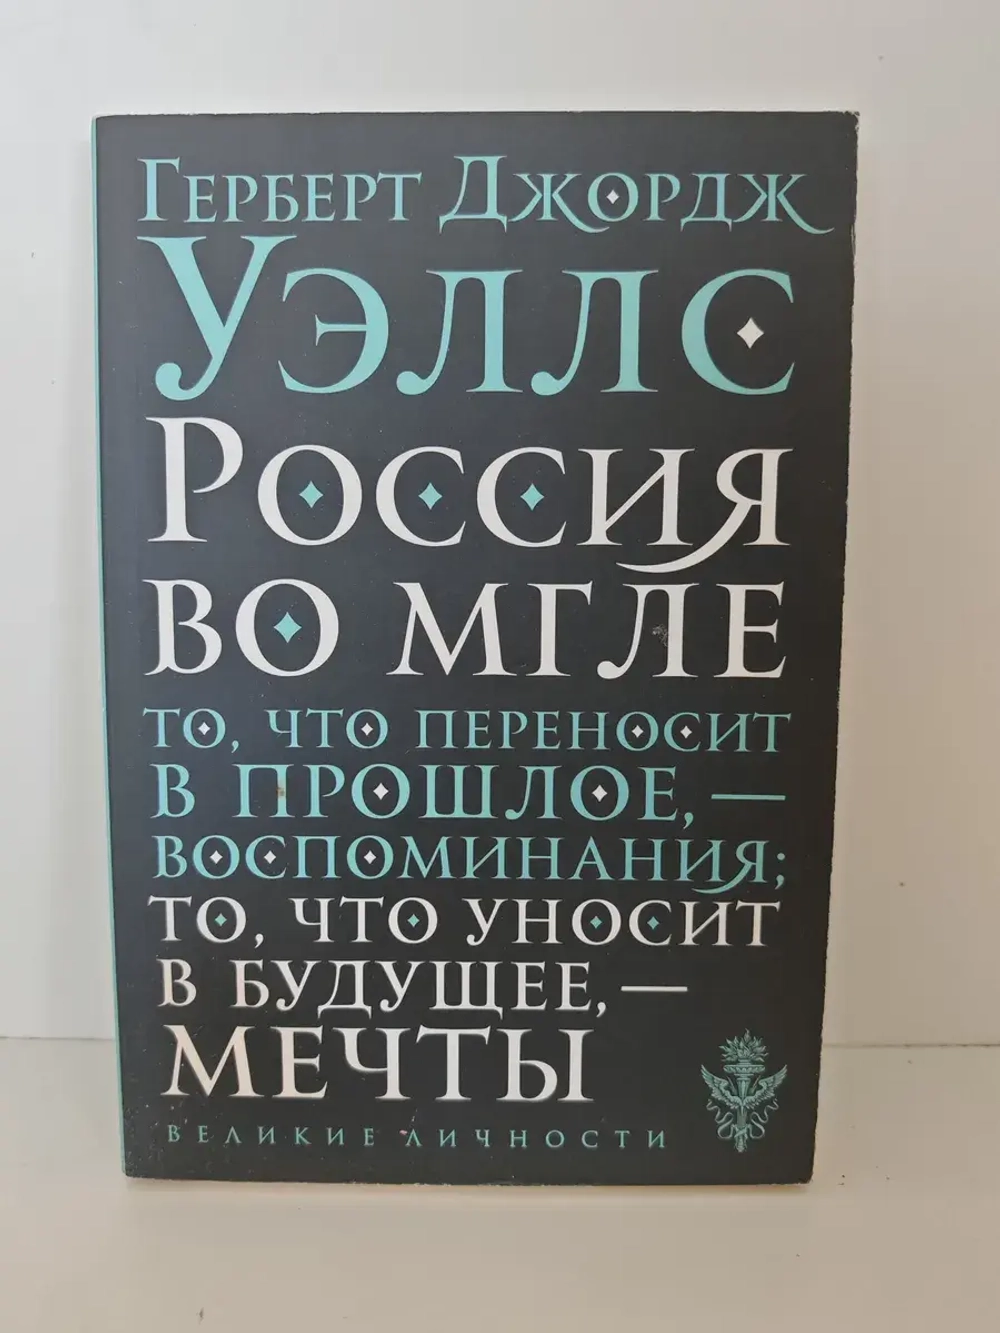 Герберт Джордж
Уэллс
Россия
во мгле
то, что переносит
в прошлое, —
воспоминания;
то, что уносит
в будущее, —
мечты
великие личности